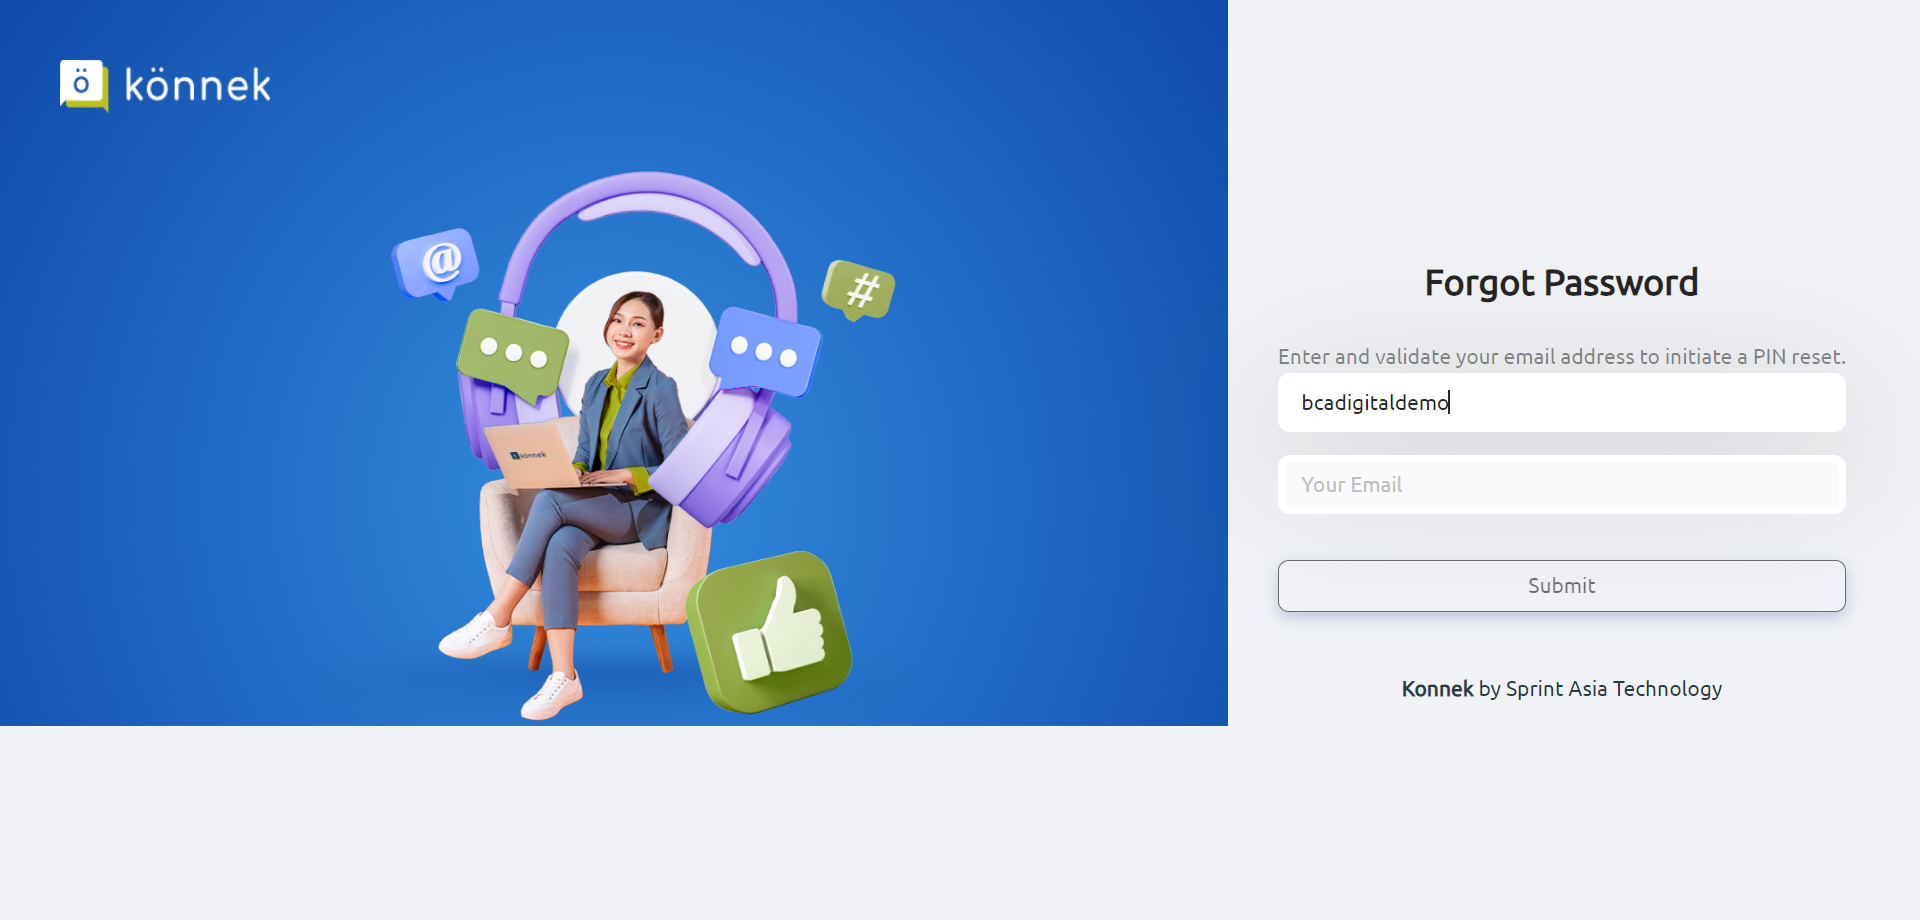 ö könnek
@
#
ö könnek
Forgot Password
Enter and validate your email address to initiate a PIN reset.
bcadigitaldemo
Your Email
Submit
Konnek by Sprint Asia Technology